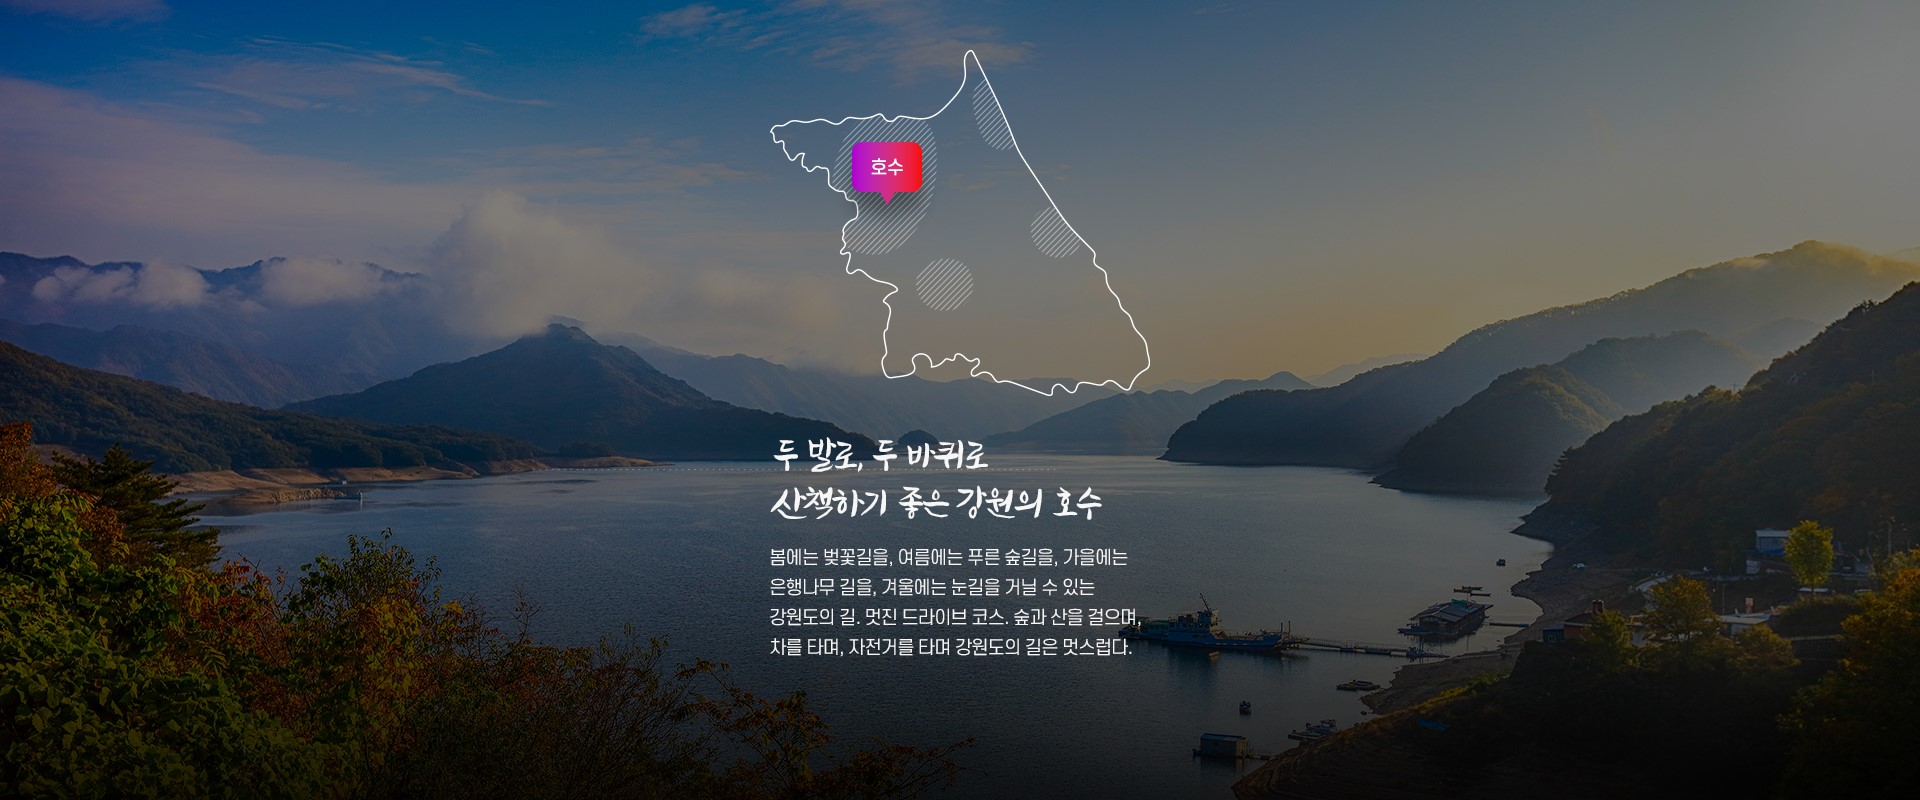 호수
두 발로, 두 바퀴로
산책하기 좋은 강원의 호수
봄에는 벚꽃길을, 여름에는 푸른 숲길을, 가을에는
은행나무 길을, 겨울에는 눈길을 거닐 수 있는
강원도의 길. 멋진 드라이브 코스. 숲과 산을 걸으며,
차를 타며, 자전거를 타며 강원도의 길은 멋스럽다.